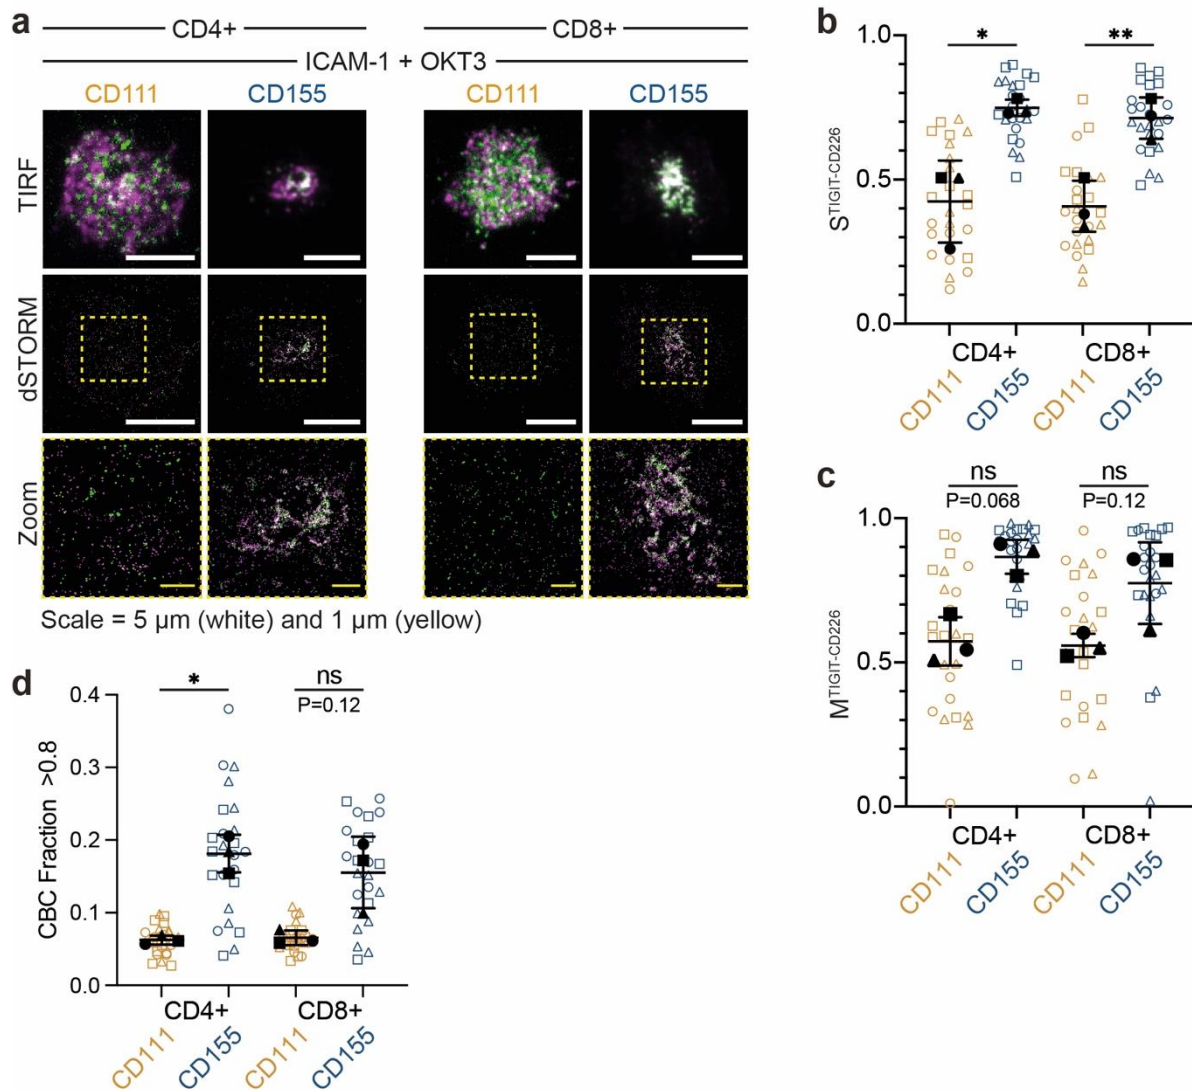 a
CD4+ CD8+
ICAM-1 + OKT3
CD111 CD155 CD111 CD155
TIRF
dSTORM
Zoom
Scale = 5 µm (white) and 1 µm (yellow)
b
* **
1.0
0.5
0.0
S^TIGIT-CD226
CD4+ CD8+
CD111 CD155 CD111 CD155
c
ns ns
P=0.068 P=0.12
1.0
0.5
0.0
M^TIGIT-CD226
CD4+ CD8+
CD111 CD155 CD111 CD155
d
* ns
P=0.12
0.4
0.3
0.2
0.1
0.0
CBC Fraction >0.8
CD4+ CD8+
CD111 CD155 CD111 CD155